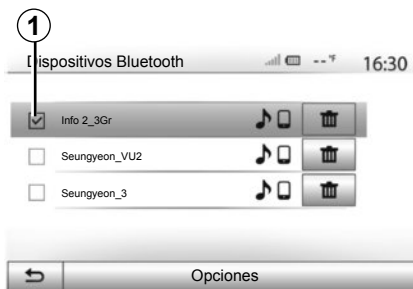 1
Dispositivos Bluetooth -- °F 16:30
Info 2_3Gr
Seungyeon_VU2
Seungyeon_3
Opciones